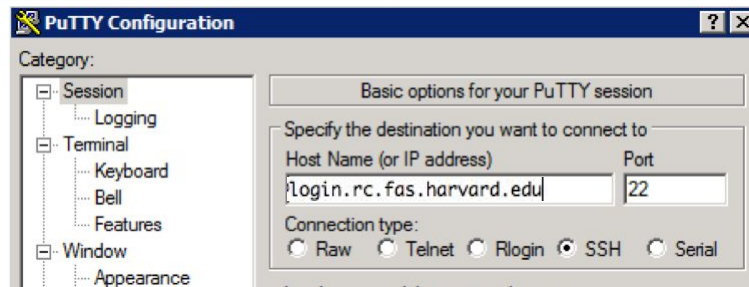 PuTTY Configuration
Category:
Session
Logging
Terminal
Keyboard
Bell
Features
Window
Appearance
Basic options for your PuTTY session
Specify the destination you want to connect to
Host Name (or IP address) Port
login.rc.fas.harvard.edu 22
Connection type:
Raw Telnet Rlogin SSH Serial